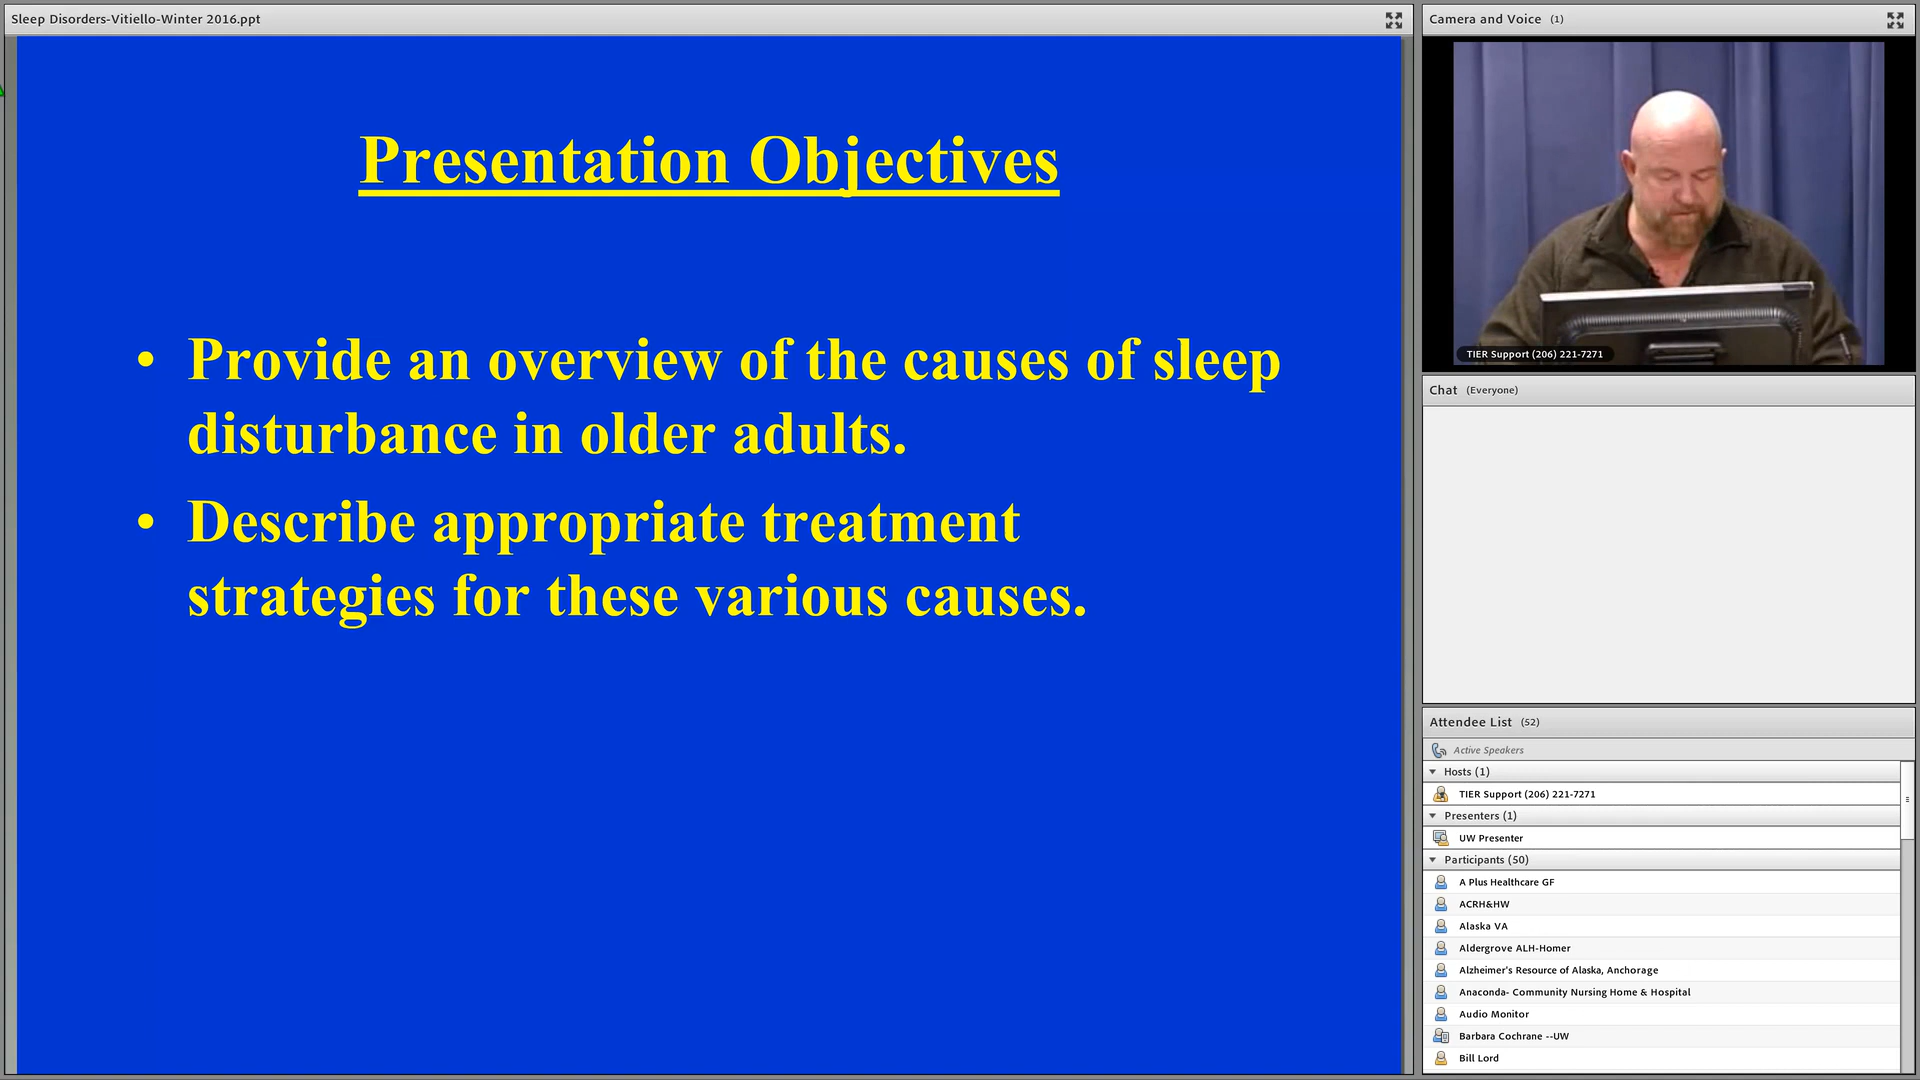 Sleep Disorders-Vitiello-Winter 2016.ppt
Presentation Objectives
• Provide an overview of the causes of sleep
disturbance in older adults.
• Describe appropriate treatment
strategies for these various causes.
Camera and Voice (1)
TIER Support (206) 221-7271
Chat (Everyone)
Attendee List (52)
Active Speakers
Hosts (1)
TIER Support (206) 221-7271
Presenters (1)
UW Presenter
Participants (50)
A Plus Healthcare GF
ACRH&HW
Alaska VA
Aldergrove ALH-Homer
Alzheimer's Resource of Alaska, Anchorage
Anaconda- Community Nursing Home & Hospital
Audio Monitor
Barbara Cochrane --UW
Bill Lord